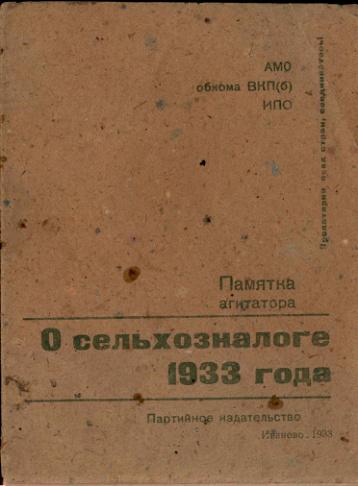 АМО
обкома ВКП(б)
ИПО
Пролетарии всех стран, соединяйтесь!
Памятка
агитатора
О сельхозналоге
1933 года
Партийное издательство
Иваново. 1933